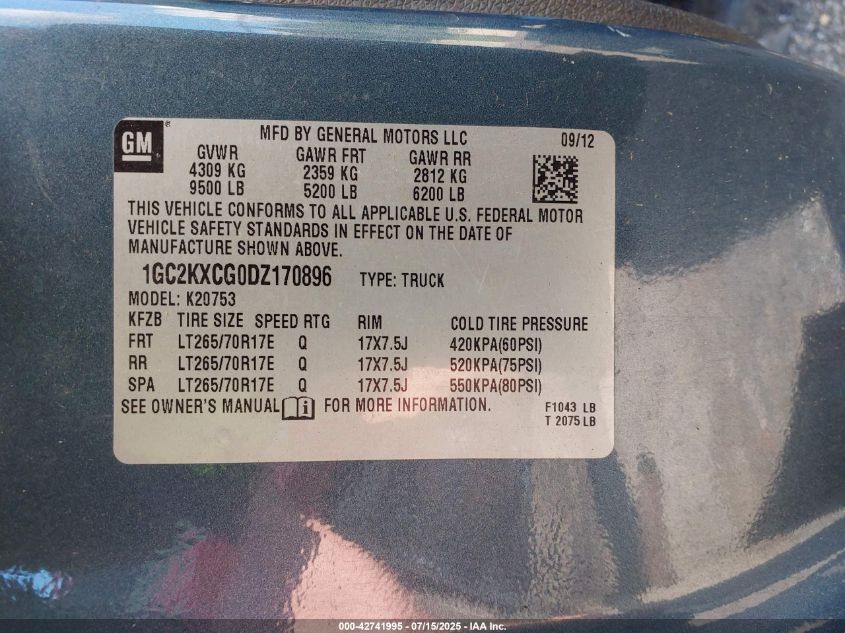 GM
MFD BY GENERAL MOTORS LLC 09/12
GVWR GAWR FRT GAWR RR
4309 KG 2359 KG 2812 KG
9500 LB 5200 LB 6200 LB
THIS VEHICLE CONFORMS TO ALL APPLICABLE U.S. FEDERAL MOTOR
VEHICLE SAFETY STANDARDS IN EFFECT ON THE DATE OF
MANUFACTURE SHOWN ABOVE.
1GC2KXCG0DZ170896 TYPE: TRUCK
MODEL: K20753
KFZB TIRE SIZE SPEED RTG RIM COLD TIRE PRESSURE
FRT LT265/70R17E Q 17X7.5J 420KPA(60PSI)
RR LT265/70R17E Q 17X7.5J 520KPA(75PSI)
SPA LT265/70R17E Q 17X7.5J 550KPA(80PSI)
SEE OWNER'S MANUAL FOR MORE INFORMATION.
F1043 LB
T 2075 LB
000-42741995 - 07/15/2025 - IAA Inc.